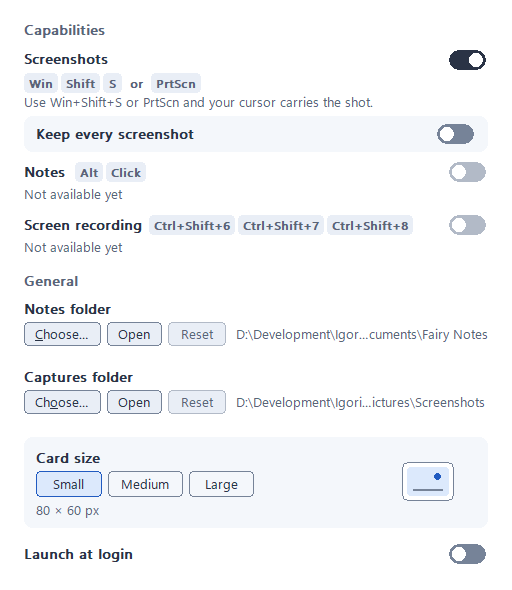 Capabilities
Screenshots
Win Shift S or PrtScn
Use Win+Shift+S or PrtScn and your cursor carries the shot.
Keep every screenshot
Notes Alt Click
Not available yet
Screen recording Ctrl+Shift+6 Ctrl+Shift+7 Ctrl+Shift+8
Not available yet
General
Notes folder
Choose... Open Reset D:\Development\Igor...cuments\Fairy Notes
Captures folder
Choose... Open Reset D:\Development\Igori...ictures\Screenshots
Card size
Small Medium Large
80 × 60 px
Launch at login